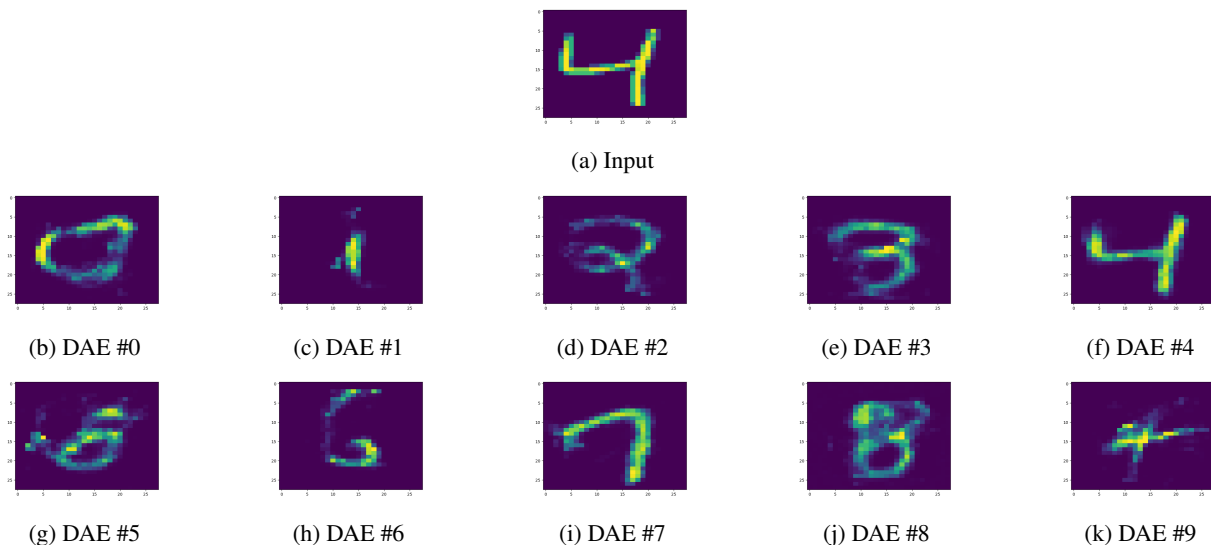 (a) Input
(b) DAE #0
(c) DAE #1
(d) DAE #2
(e) DAE #3
(f) DAE #4
(g) DAE #5
(h) DAE #6
(i) DAE #7
(j) DAE #8
(k) DAE #9